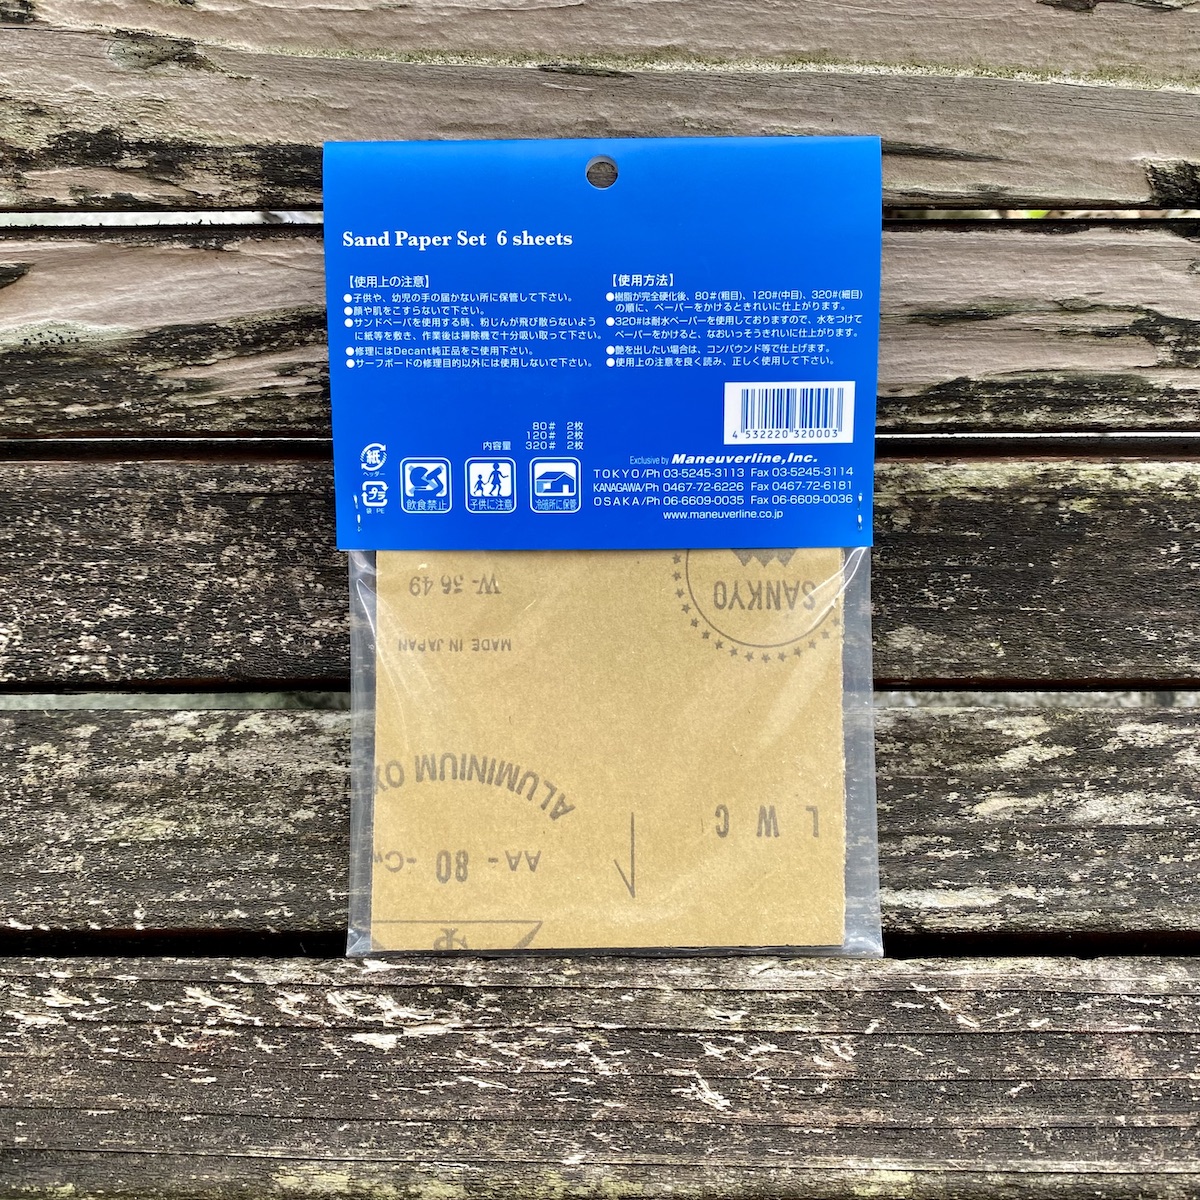 Sand Paper Set 6 sheets
【使用上の注意】
●子供や、幼児の手の届かない所に保管して下さい。
●顔や肌をこすらないで下さい。
●サンドペーパを使用する時、粉じんが飛び散らないよう
に紙等を敷き、作業後は掃除機で十分吸い取って下さい。
●修理にはDecant純正品をご使用下さい。
●サーフボードの修理目的以外には使用しないで下さい。
【使用方法】
●樹脂が完全硬化後、80#(粗目)、120#(中目)、320#(細目)
の順に、ペーパーをかけるときれいに仕上がります。
●320#は耐水ペーパーを使用しておりますので、水をつけて
ペーパーをかけると、なおいっそうきれいに仕上がります。
●艶を出したい場合は、コンパウンド等で仕上げます。
●使用上の注意を良く読み、正しく使用して下さい。
4 532220 320003
80# 2枚
120# 2枚
内容量 320# 2枚
紙
ヘッダー
プラ
袋:PE
飲食禁止
子供に注意
冷暗所に保管
Exclusive by Maneuverline, Inc.
TOKYO/Ph 03-5245-3113 Fax 03-5245-3114
KANAGAWA/Ph 0467-72-6226 Fax 0467-72-6181
OSAKA/Ph 06-6609-0035 Fax 06-6609-0036
www.maneuverline.co.jp
SANKYO
W-5649
MADE IN JAPAN
ALUMINIUM OX
L W C
AA-80-Cw